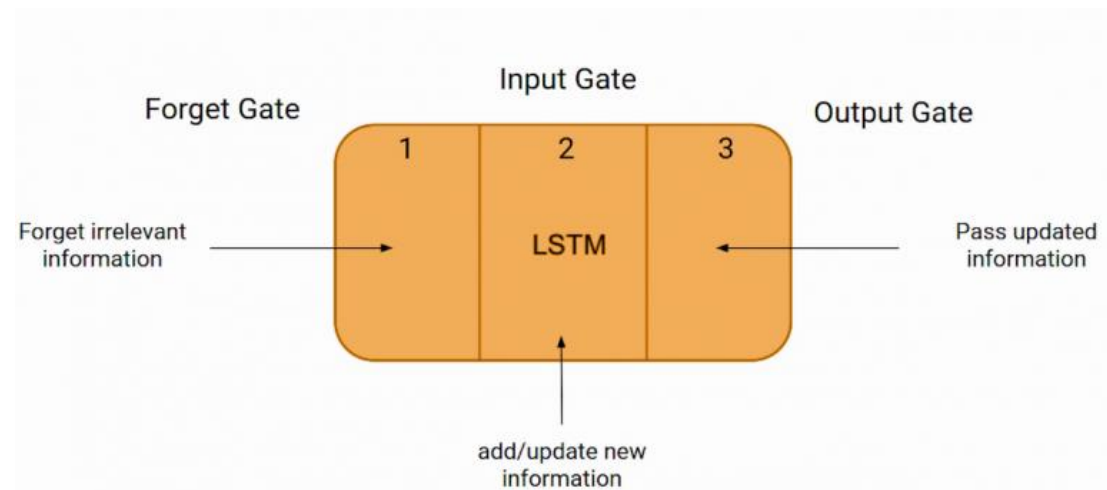 Input Gate
Forget Gate
Output Gate
1
2
3
Forget irrelevant
information
LSTM
Pass updated
information
add/update new
information